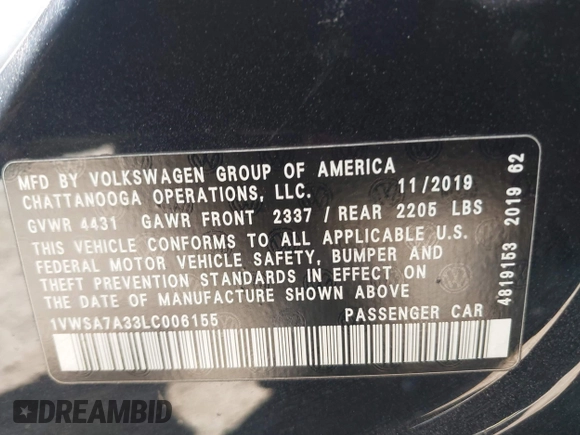 MFD BY VOLKSWAGEN GROUP OF AMERICA
CHATTANOOGA OPERATIONS, LLC. 11/2019
GVWR 4431 GAWR FRONT 2337 / REAR 2205 LBS
THIS VEHICLE CONFORMS TO ALL APPLICABLE U.S.
FEDERAL MOTOR VEHICLE SAFETY, BUMPER AND
THEFT PREVENTION STANDARDS IN EFFECT ON THE
DATE OF MANUFACTURE SHOWN ABOVE
1VWSA7A33LC006155 PASSENGER CAR
4819153 2019 62
DREAMBID